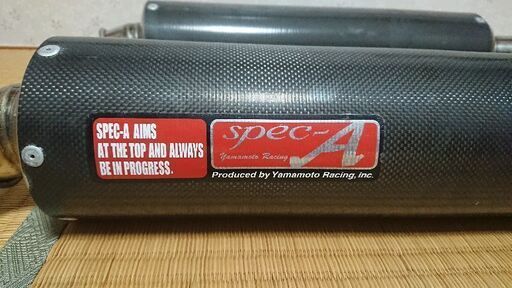 SPEC-A AIMS
AT THE TOP AND ALWAYS
BE IN PROGRESS.
spec-A
Yamamoto Racing
Produced by Yamamoto Racing, inc.